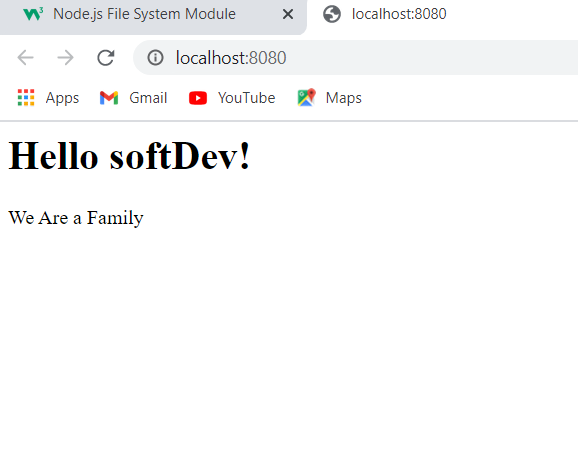 Node.js File System Module
localhost:8080
localhost:8080
Apps Gmail YouTube Maps
Hello softDev!
We Are a Family